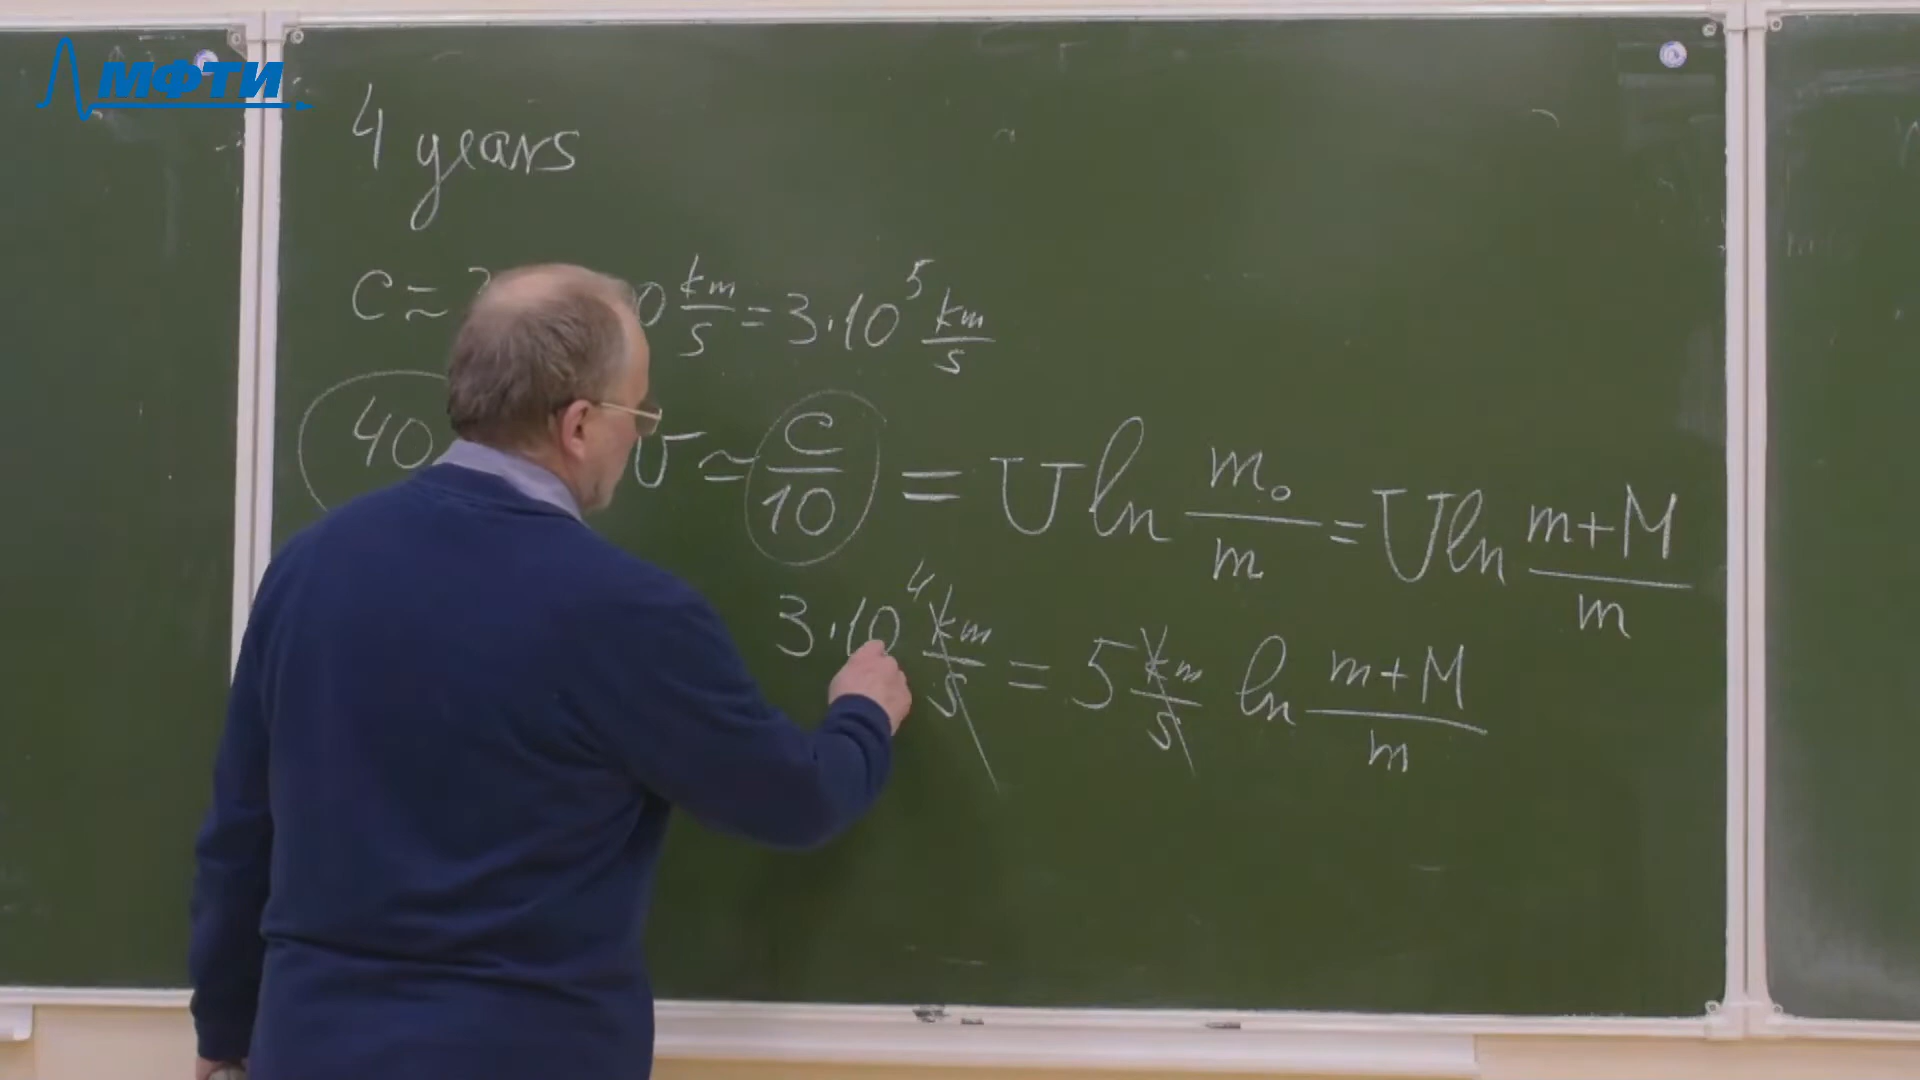 МФТИ
4 years
c ≈ 0 km/s = 3·10⁵ km/s
40 v ≃ c/10 = U ln m₀/m = U ln (m+M)/m
3·10⁴ km/s = 5 km/s ln (m+M)/m